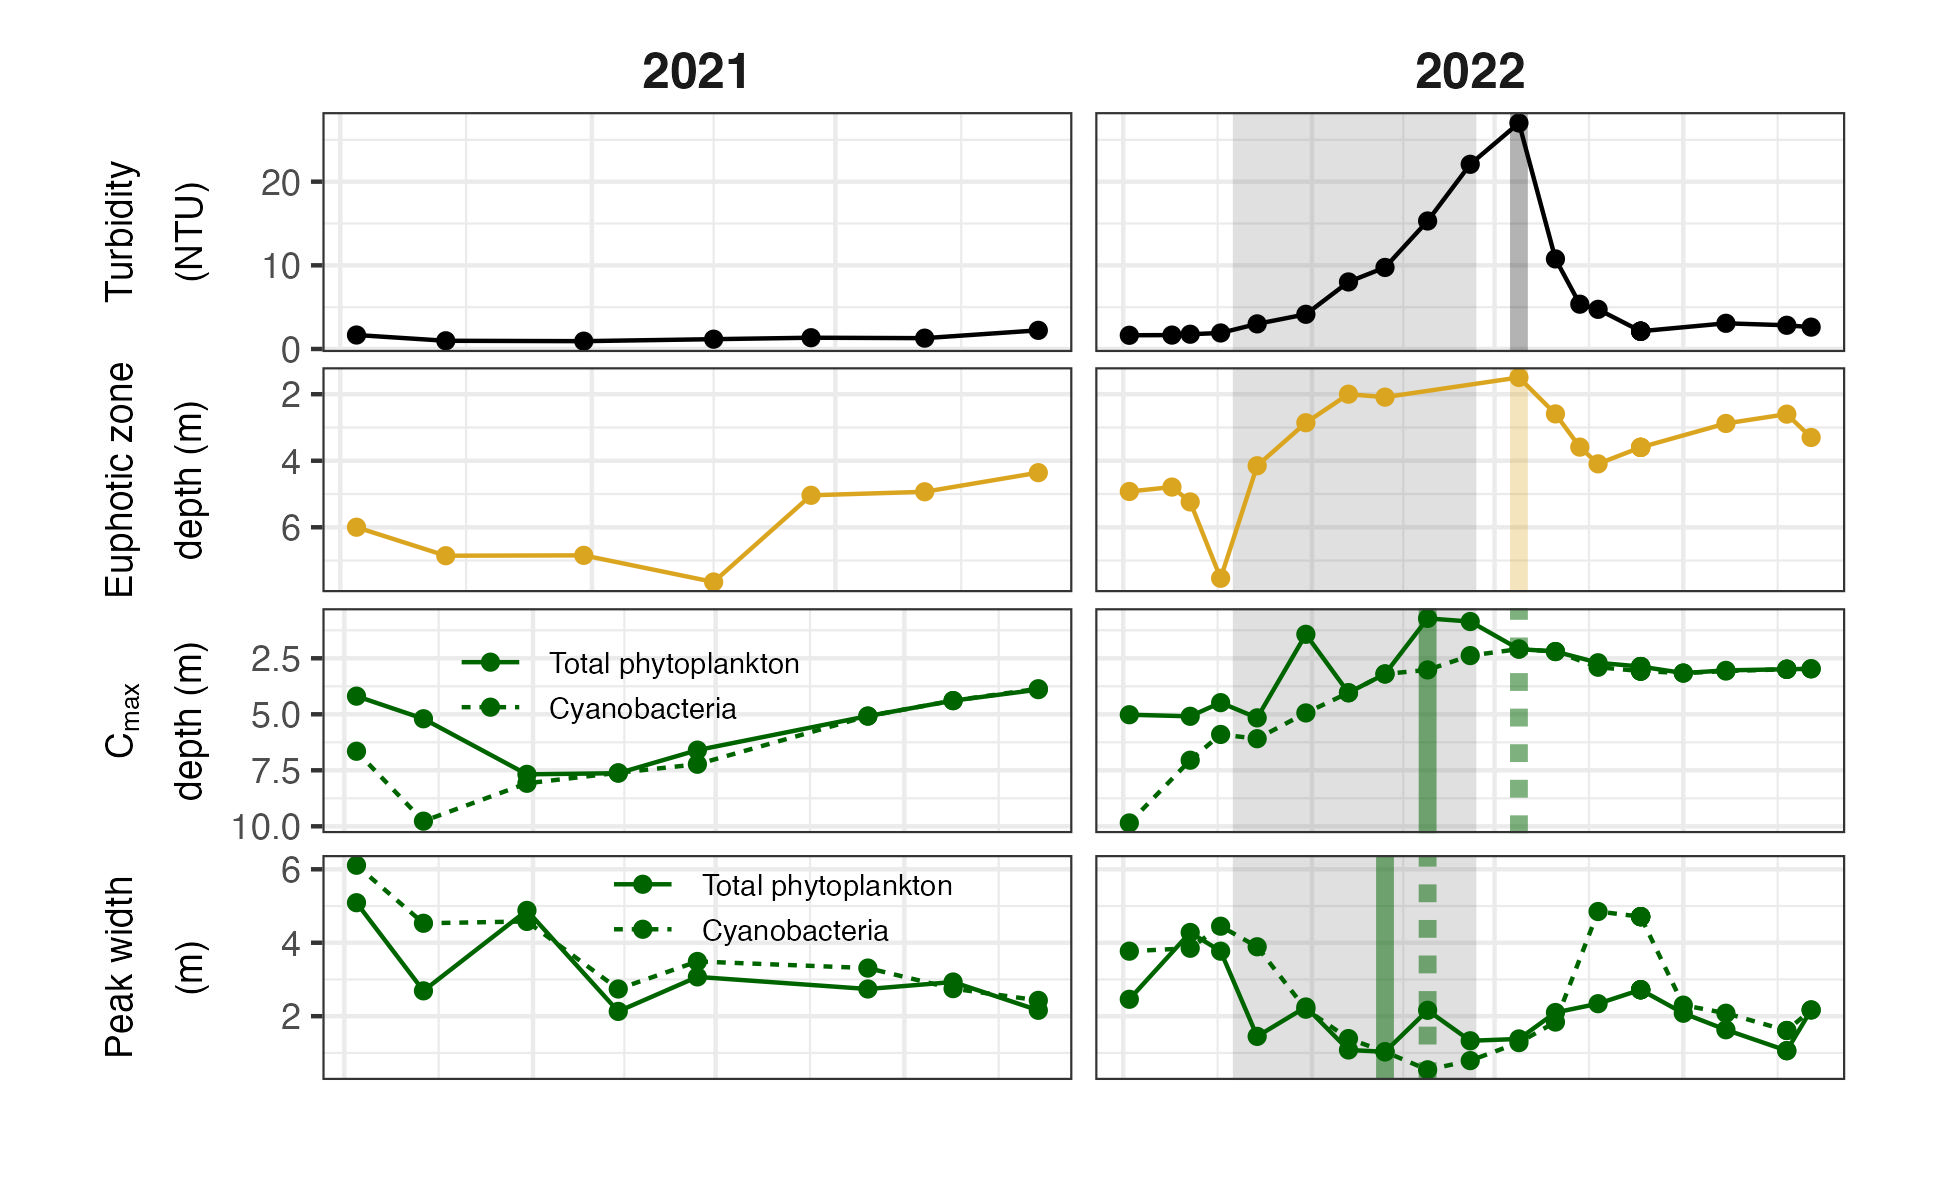 2021
2022
Turbidity
(NTU)
20
10
0
Euphotic zone
depth (m)
2
4
6
Cmax
depth (m)
2.5
5.0
7.5
10.0
Total phytoplankton
Cyanobacteria
Peak width
(m)
6
4
2
Total phytoplankton
Cyanobacteria